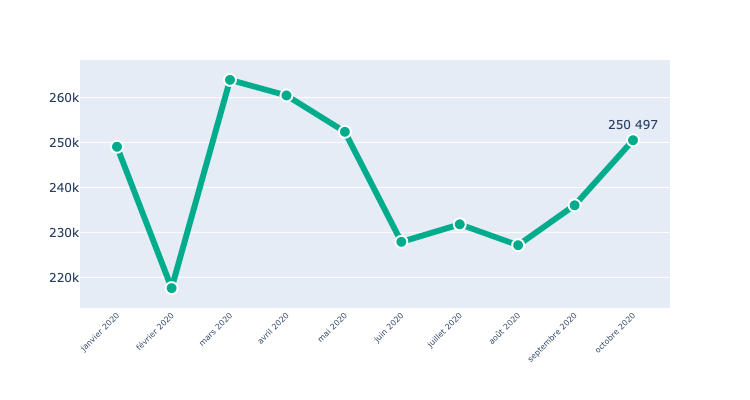 260k
250k
240k
230k
220k
250 497
janvier 2020
février 2020
mars 2020
avril 2020
mai 2020
juin 2020
juillet 2020
août 2020
septembre 2020
octobre 2020